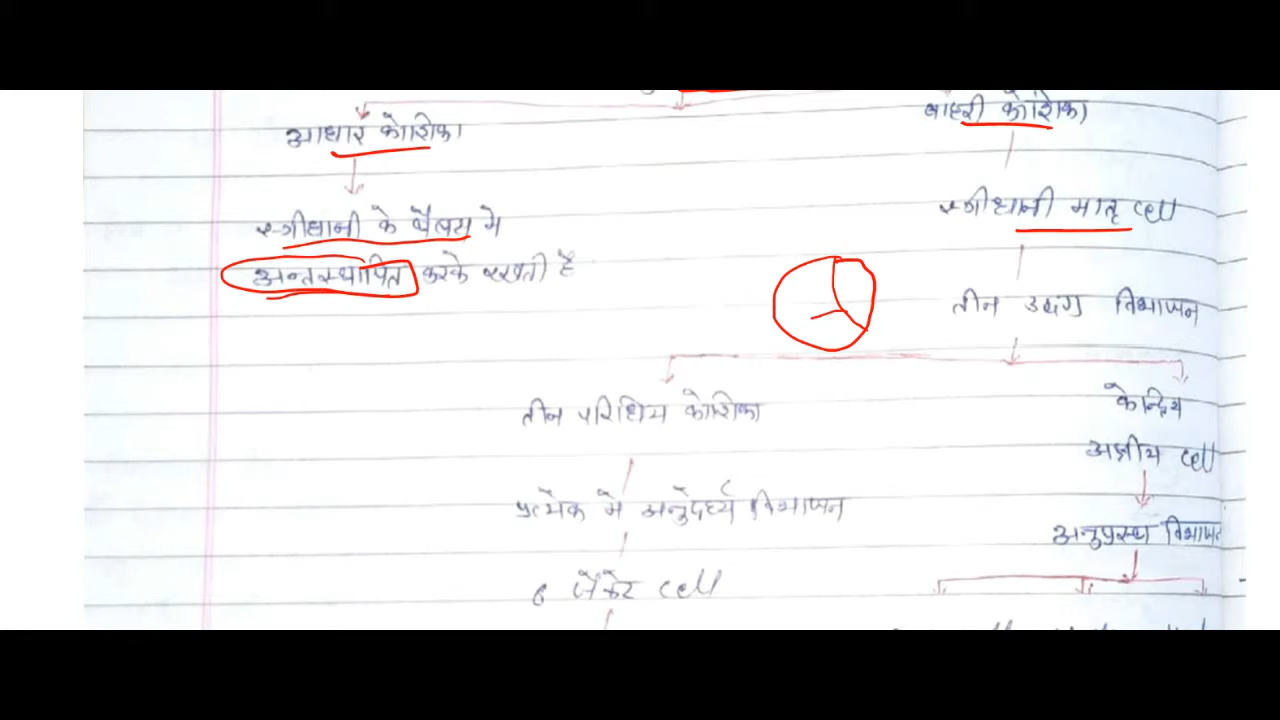 आधार कोशिका
बाहरी कोशिका
स्त्रीधानी के थैलस मे
अन्तस्थापित करके रखती है
स्त्रीधानी मातृ cell
तीन उदग्र विभाजन
तीन परिधिय कोशिका
केन्द्रिय
अक्षीय cell
प्रत्येक मे अनुदैर्घ्य विभाजन
अनुप्रस्थ विभाजन
6 जैकेट cell